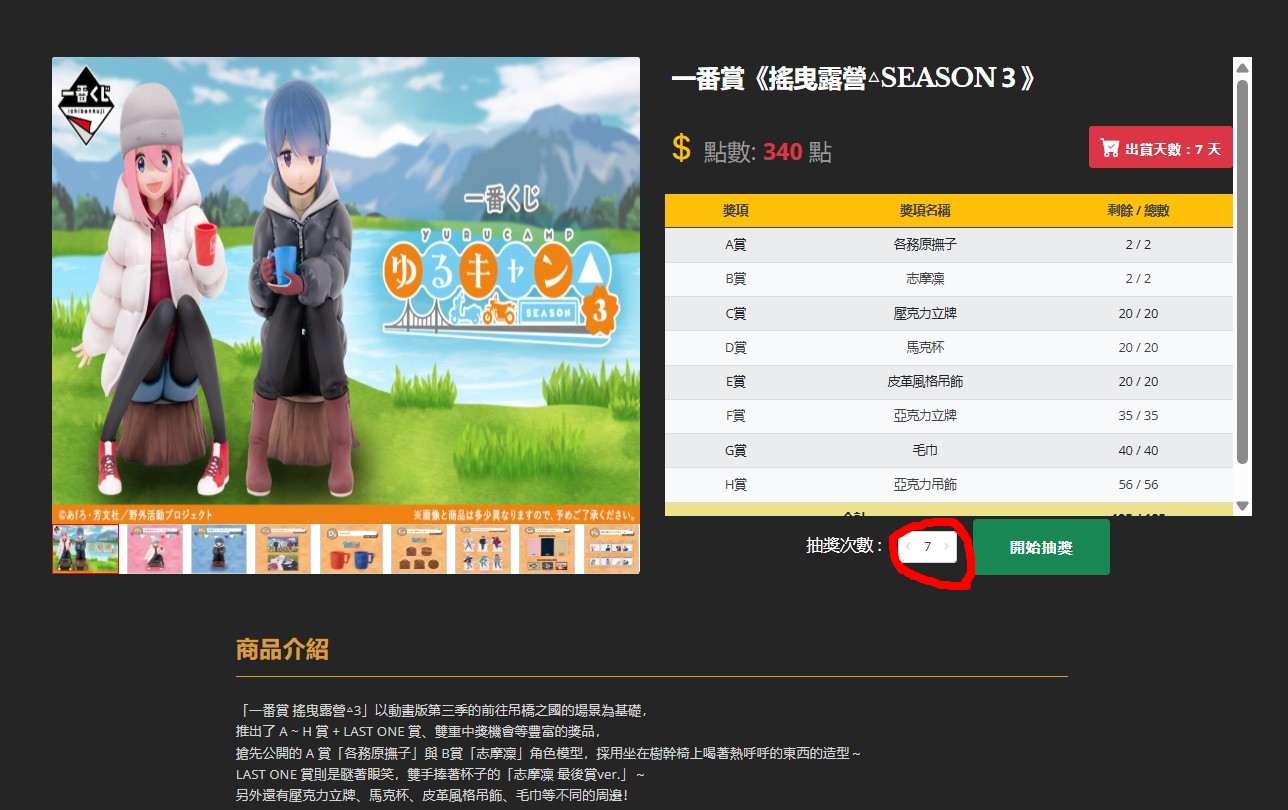 一番くじ
ichibankuji
一番くじ
YURUCAMP
ゆるキャン△
SEASON
3
©あfろ・芳文社／野外活動プロジェクト
※画像と商品は多少異なりますので、予めご了承ください。
一番賞《搖曳露營△SEASON 3 》
$ 點數: 340 點
出貨天數 : 7 天
獎項 獎項名稱 剩餘 / 總數
A賞 各務原撫子 2 / 2
B賞 志摩凜 2 / 2
C賞 壓克力立牌 20 / 20
D賞 馬克杯 20 / 20
E賞 皮革風格吊飾 20 / 20
F賞 亞克力立牌 35 / 35
G賞 毛巾 40 / 40
H賞 亞克力吊飾 56 / 56
抽獎次數 : 7 開始抽獎
商品介紹
「一番賞 搖曳露營△3」以動畫版第三季的前往吊橋之國的場景為基礎，
推出了 A ~ H 賞 + LAST ONE 賞、雙重中獎機會等豐富的獎品，
搶先公開的 A 賞「各務原撫子」與 B賞「志摩凜」角色模型，採用坐在樹幹椅上喝著熱呼呼的東西的造型～
LAST ONE 賞則是瞇著眼笑，雙手捧著杯子的「志摩凜 最後賞ver.」～
另外還有壓克力立牌、馬克杯、皮革風格吊飾、毛巾等不同的周邊！